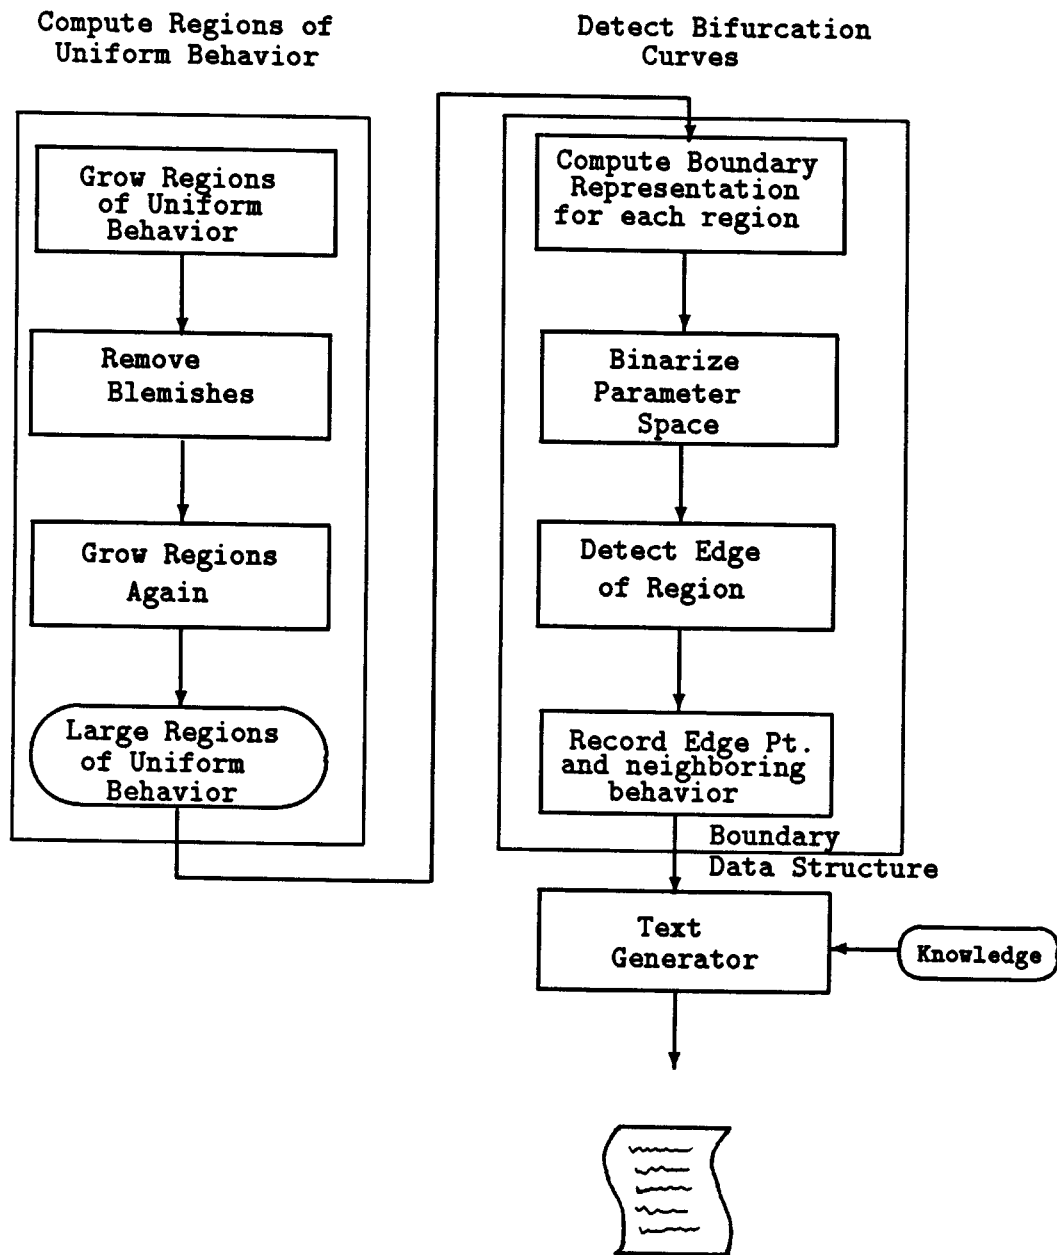 Compute Regions of
Uniform Behavior
Grow Regions
of Uniform
Behavior
Remove
Blemishes
Grow Regions
Again
Large Regions
of Uniform
Behavior
Detect Bifurcation
Curves
Compute Boundary
Representation
for each region
Binarize
Parameter
Space
Detect Edge
of Region
Record Edge Pt.
and neighboring
behavior
Boundary
Data Structure
Text
Generator
Knowledge